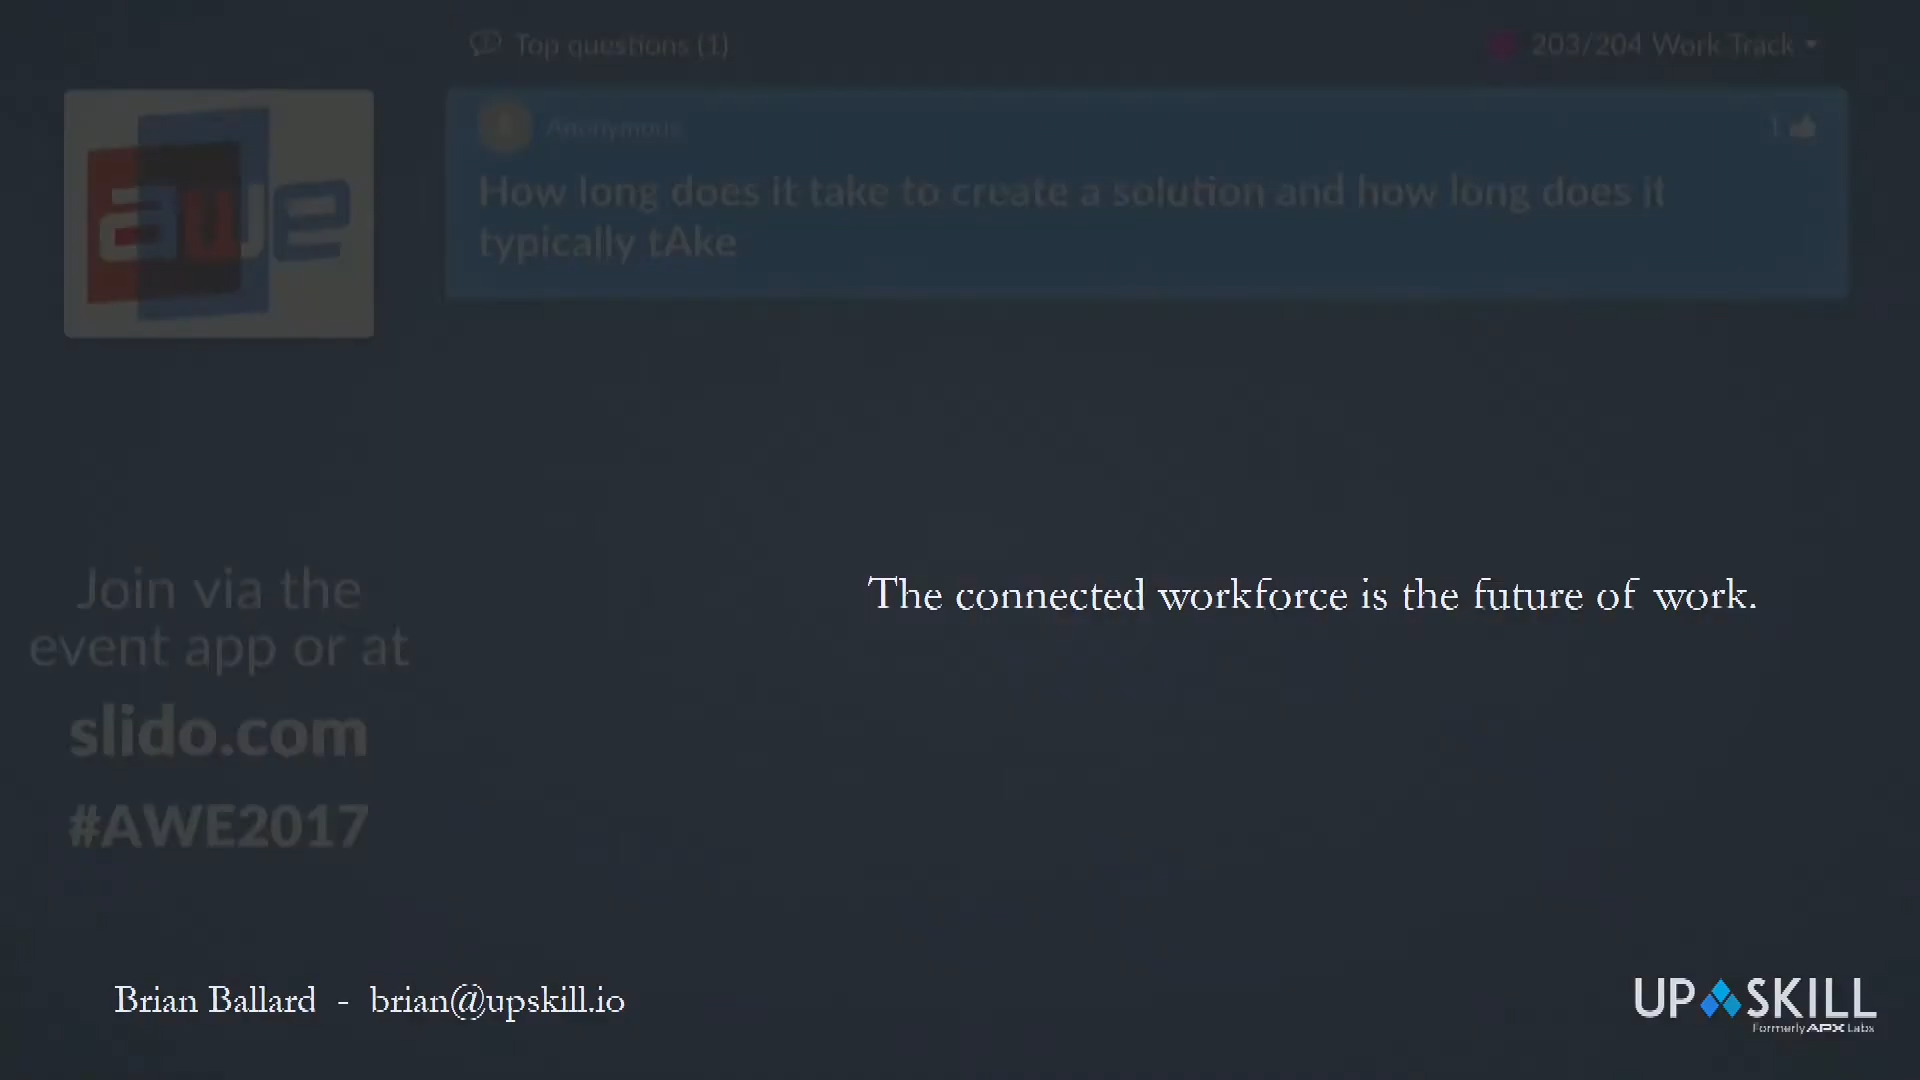 Top questions (1)
203/204 Work Track
awe
Anonymous
1
How long does it take to create a solution and how long does it
typically tAke
Join via the
event app or at
slido.com
#AWE2017
The connected workforce is the future of work.
Brian Ballard - brian@upskill.io
UPSKILL
Formerly APX Labs